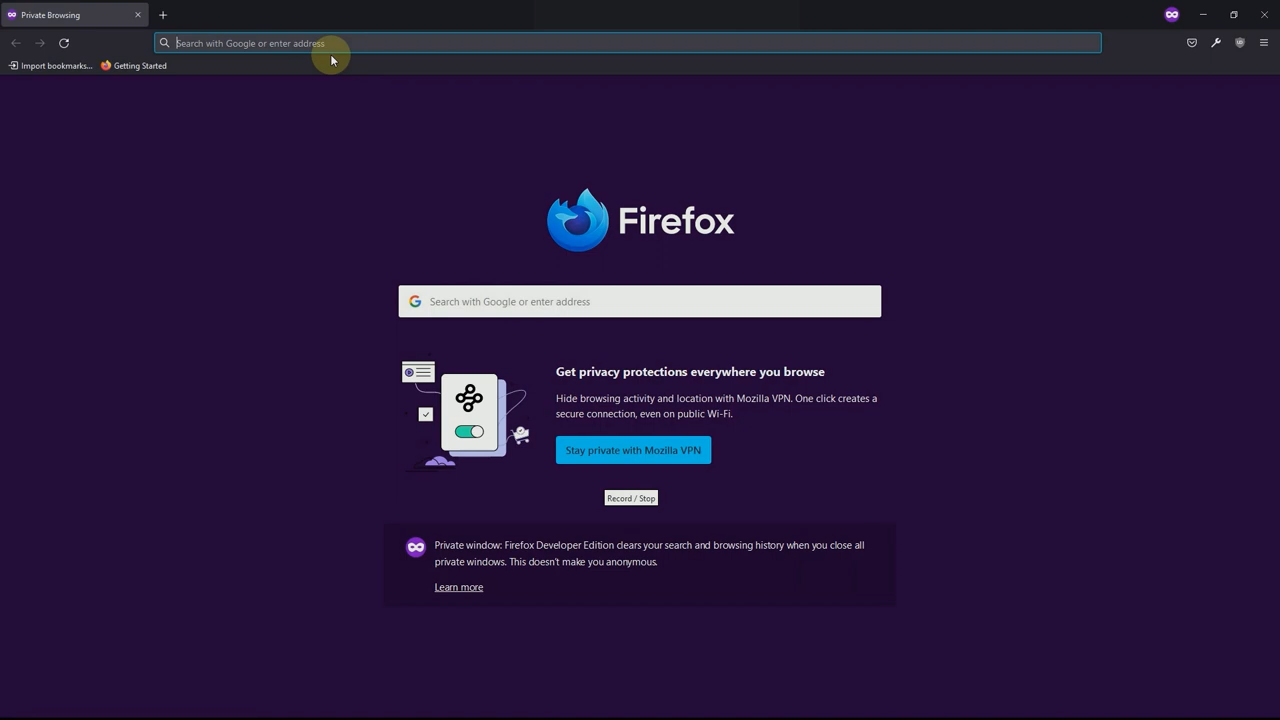 Private Browsing
Search with Google or enter address
Import bookmarks...
Getting Started
Firefox
Search with Google or enter address
Get privacy protections everywhere you browse
Hide browsing activity and location with Mozilla VPN. One click creates a
secure connection, even on public Wi-Fi.
Stay private with Mozilla VPN
Record / Stop
Private window: Firefox Developer Edition clears your search and browsing history when you close all
private windows. This doesn't make you anonymous.
Learn more